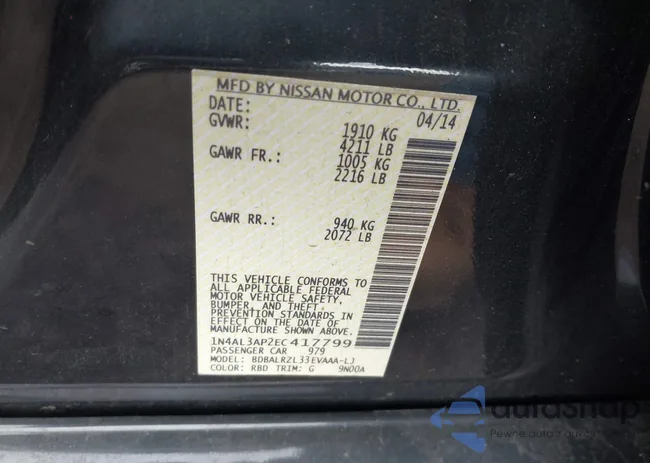 MFD BY NISSAN MOTOR CO., LTD.
DATE: 04/14
GVWR: 1910 KG
4211 LB
GAWR FR.: 1005 KG
2216 LB
GAWR RR.: 940 KG
2072 LB
THIS VEHICLE CONFORMS TO
ALL APPLICABLE FEDERAL
MOTOR VEHICLE SAFETY,
BUMPER, AND THEFT
PREVENTION STANDARDS
IN EFFECT ON THE DATE OF
MANUFACTURE SHOWN ABOVE.
1N4AL3AP2EC417799
PASSENGER CAR 979
MODEL: BDBALRZL33EVAAA-LJ
COLOR: RBD TRIM: G 9N00A
autasnap
Pewne auta z